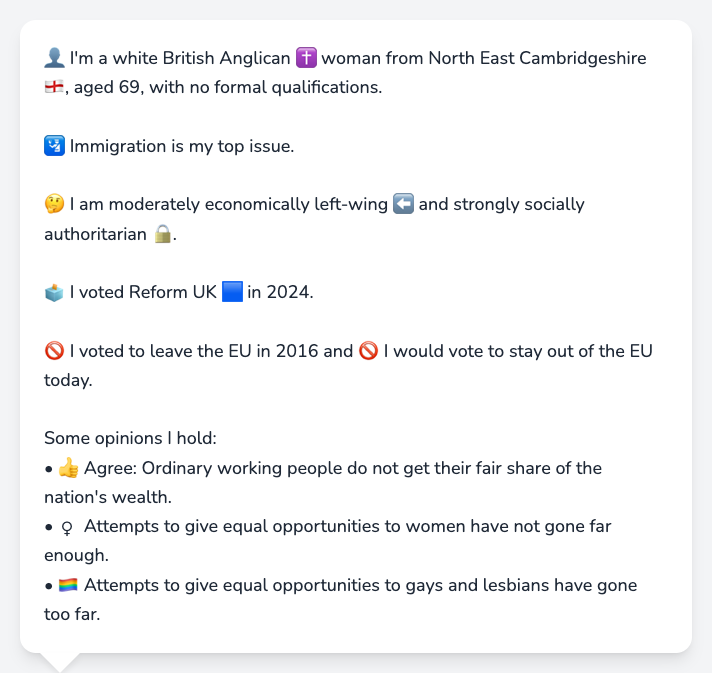 👤 I'm a white British Anglican ✝️ woman from North East Cambridgeshire
🏴󠁧󠁢󠁥󠁮󠁧󠁿, aged 69, with no formal qualifications.
🛂 Immigration is my top issue.
🤔 I am moderately economically left-wing ⬅️ and strongly socially
authoritarian 🔒.
🗳️ I voted Reform UK 🟦 in 2024.
🚫 I voted to leave the EU in 2016 and 🚫 I would vote to stay out of the EU
today.
Some opinions I hold:
• 👍 Agree: Ordinary working people do not get their fair share of the
nation's wealth.
• ♀ Attempts to give equal opportunities to women have not gone far
enough.
• 🏳️‍🌈 Attempts to give equal opportunities to gays and lesbians have gone
too far.